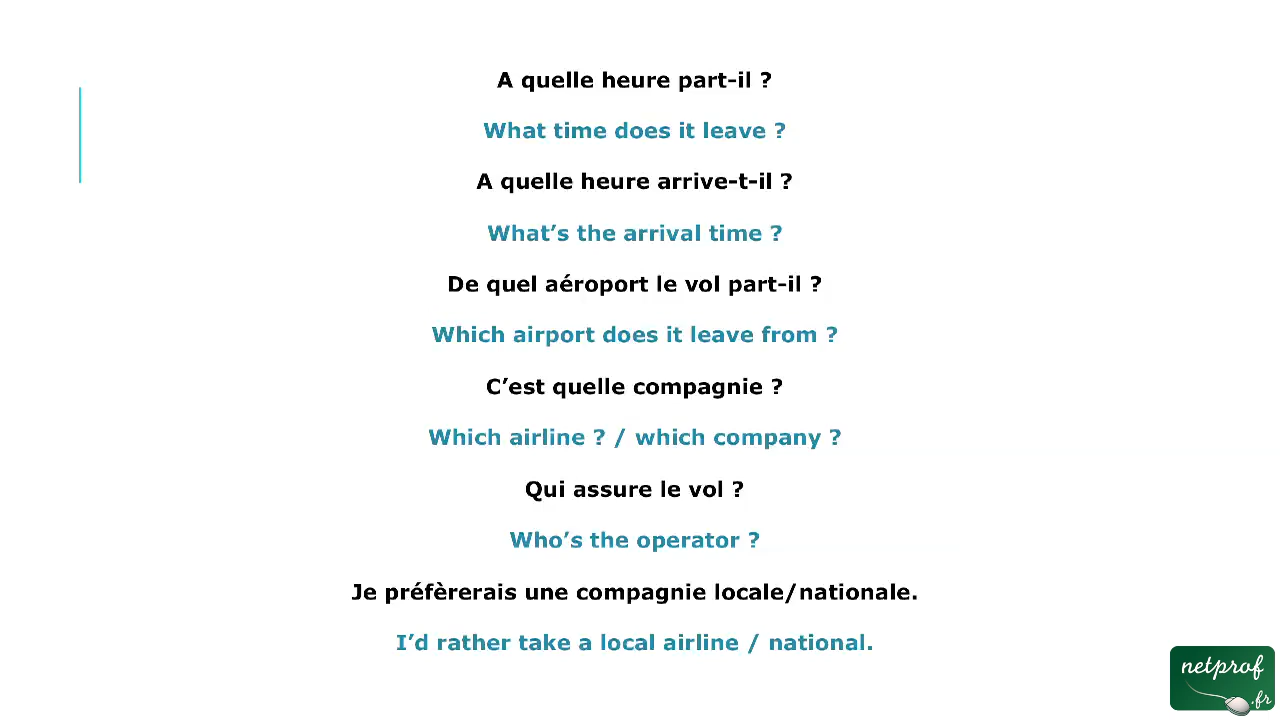 A quelle heure part-il ?
What time does it leave ?
A quelle heure arrive-t-il ?
What’s the arrival time ?
De quel aéroport le vol part-il ?
Which airport does it leave from ?
C’est quelle compagnie ?
Which airline ? / which company ?
Qui assure le vol ?
Who’s the operator ?
Je préfèrerais une compagnie locale/nationale.
I’d rather take a local airline / national.
netprof
.fr